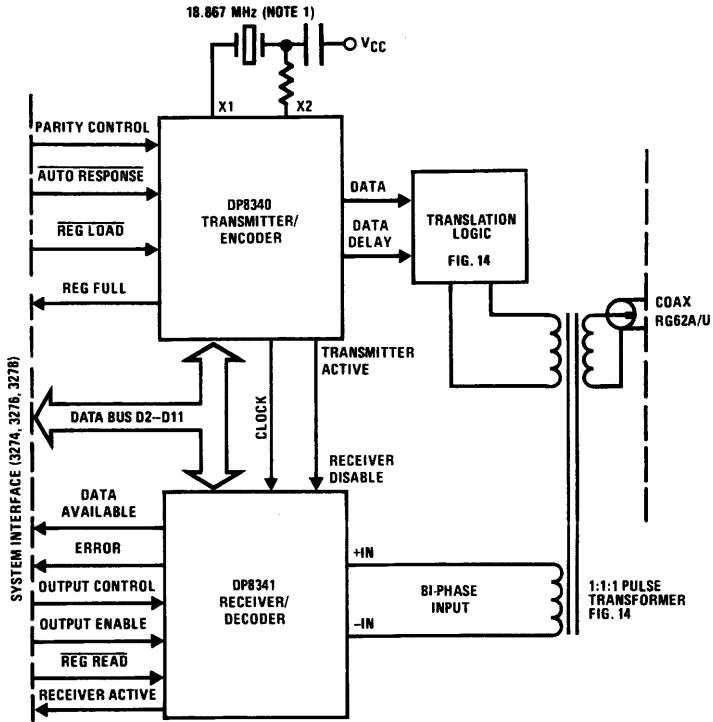 18.867 MHz (NOTE 1)
VCC
X1
X2
PARITY CONTROL
AUTO RESPONSE
REG LOAD
REG FULL
DP8340
TRANSMITTER/
ENCODER
DATA
DATA
DELAY
TRANSLATION
LOGIC
FIG. 14
COAX
RG62A/U
TRANSMITTER
ACTIVE
DATA BUS D2–D11
CLOCK
RECEIVER
DISABLE
SYSTEM INTERFACE (3274, 3276, 3278)
DATA
AVAILABLE
ERROR
OUTPUT CONTROL
OUTPUT ENABLE
REG READ
RECEIVER ACTIVE
DP8341
RECEIVER/
DECODER
+IN
BI-PHASE
INPUT
–IN
1:1:1 PULSE
TRANSFORMER
FIG. 14